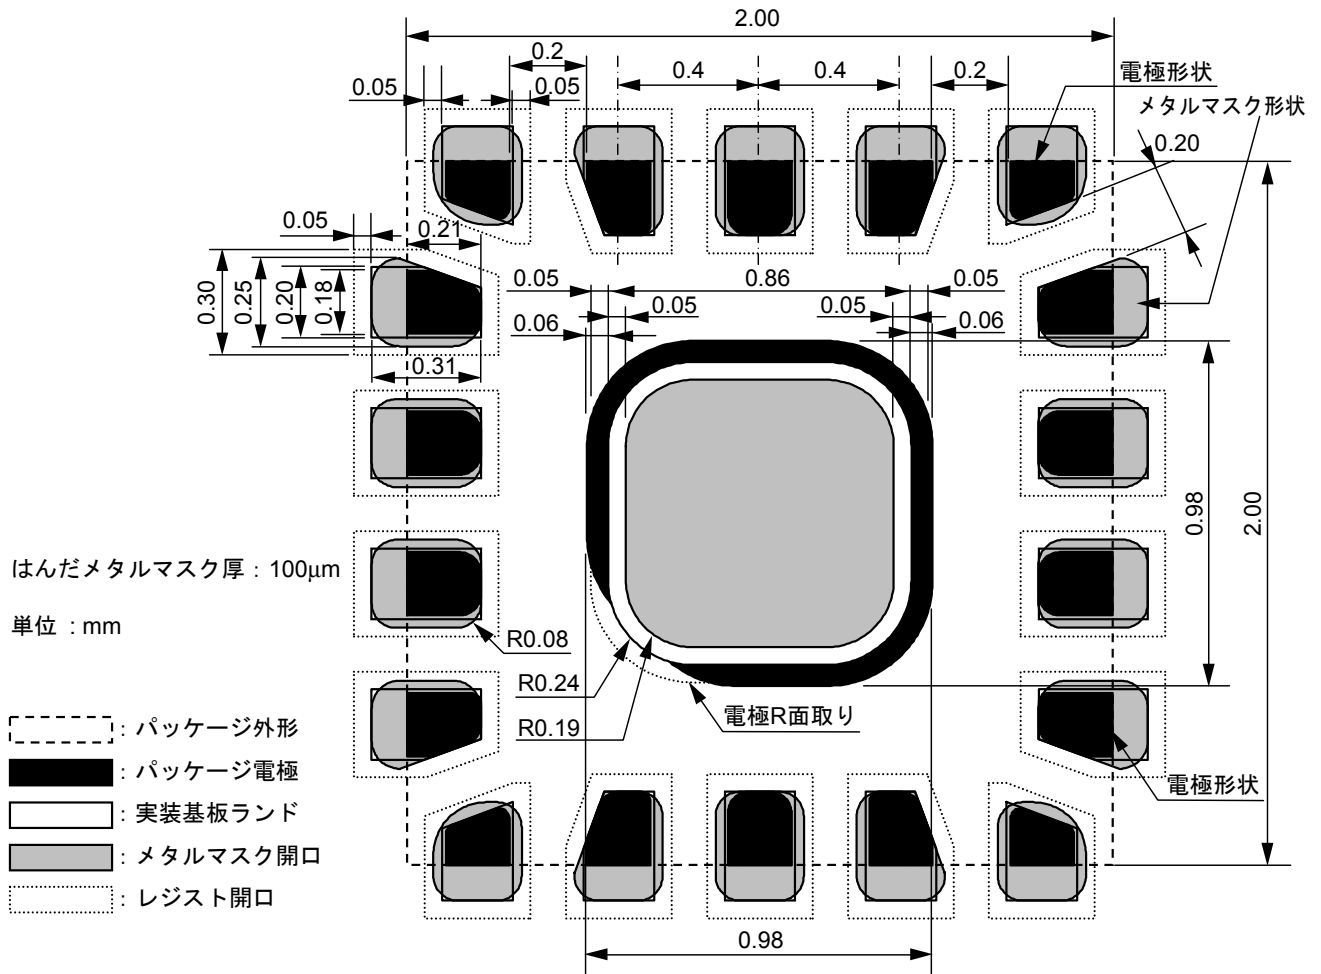 2.00
0.2
0.4
0.4
0.2
電極形状
0.05
0.05
メタルマスク形状
0.20
0.05
0.21
0.30
0.25
0.20
0.18
0.05
0.86
0.05
0.05
0.05
0.06
0.06
0.31
0.98
2.00
はんだメタルマスク厚：100μm
単位：mm
R0.08
R0.24
R0.19
電極R面取り
電極形状
：パッケージ外形
：パッケージ電極
：実装基板ランド
：メタルマスク開口
：レジスト開口
0.98